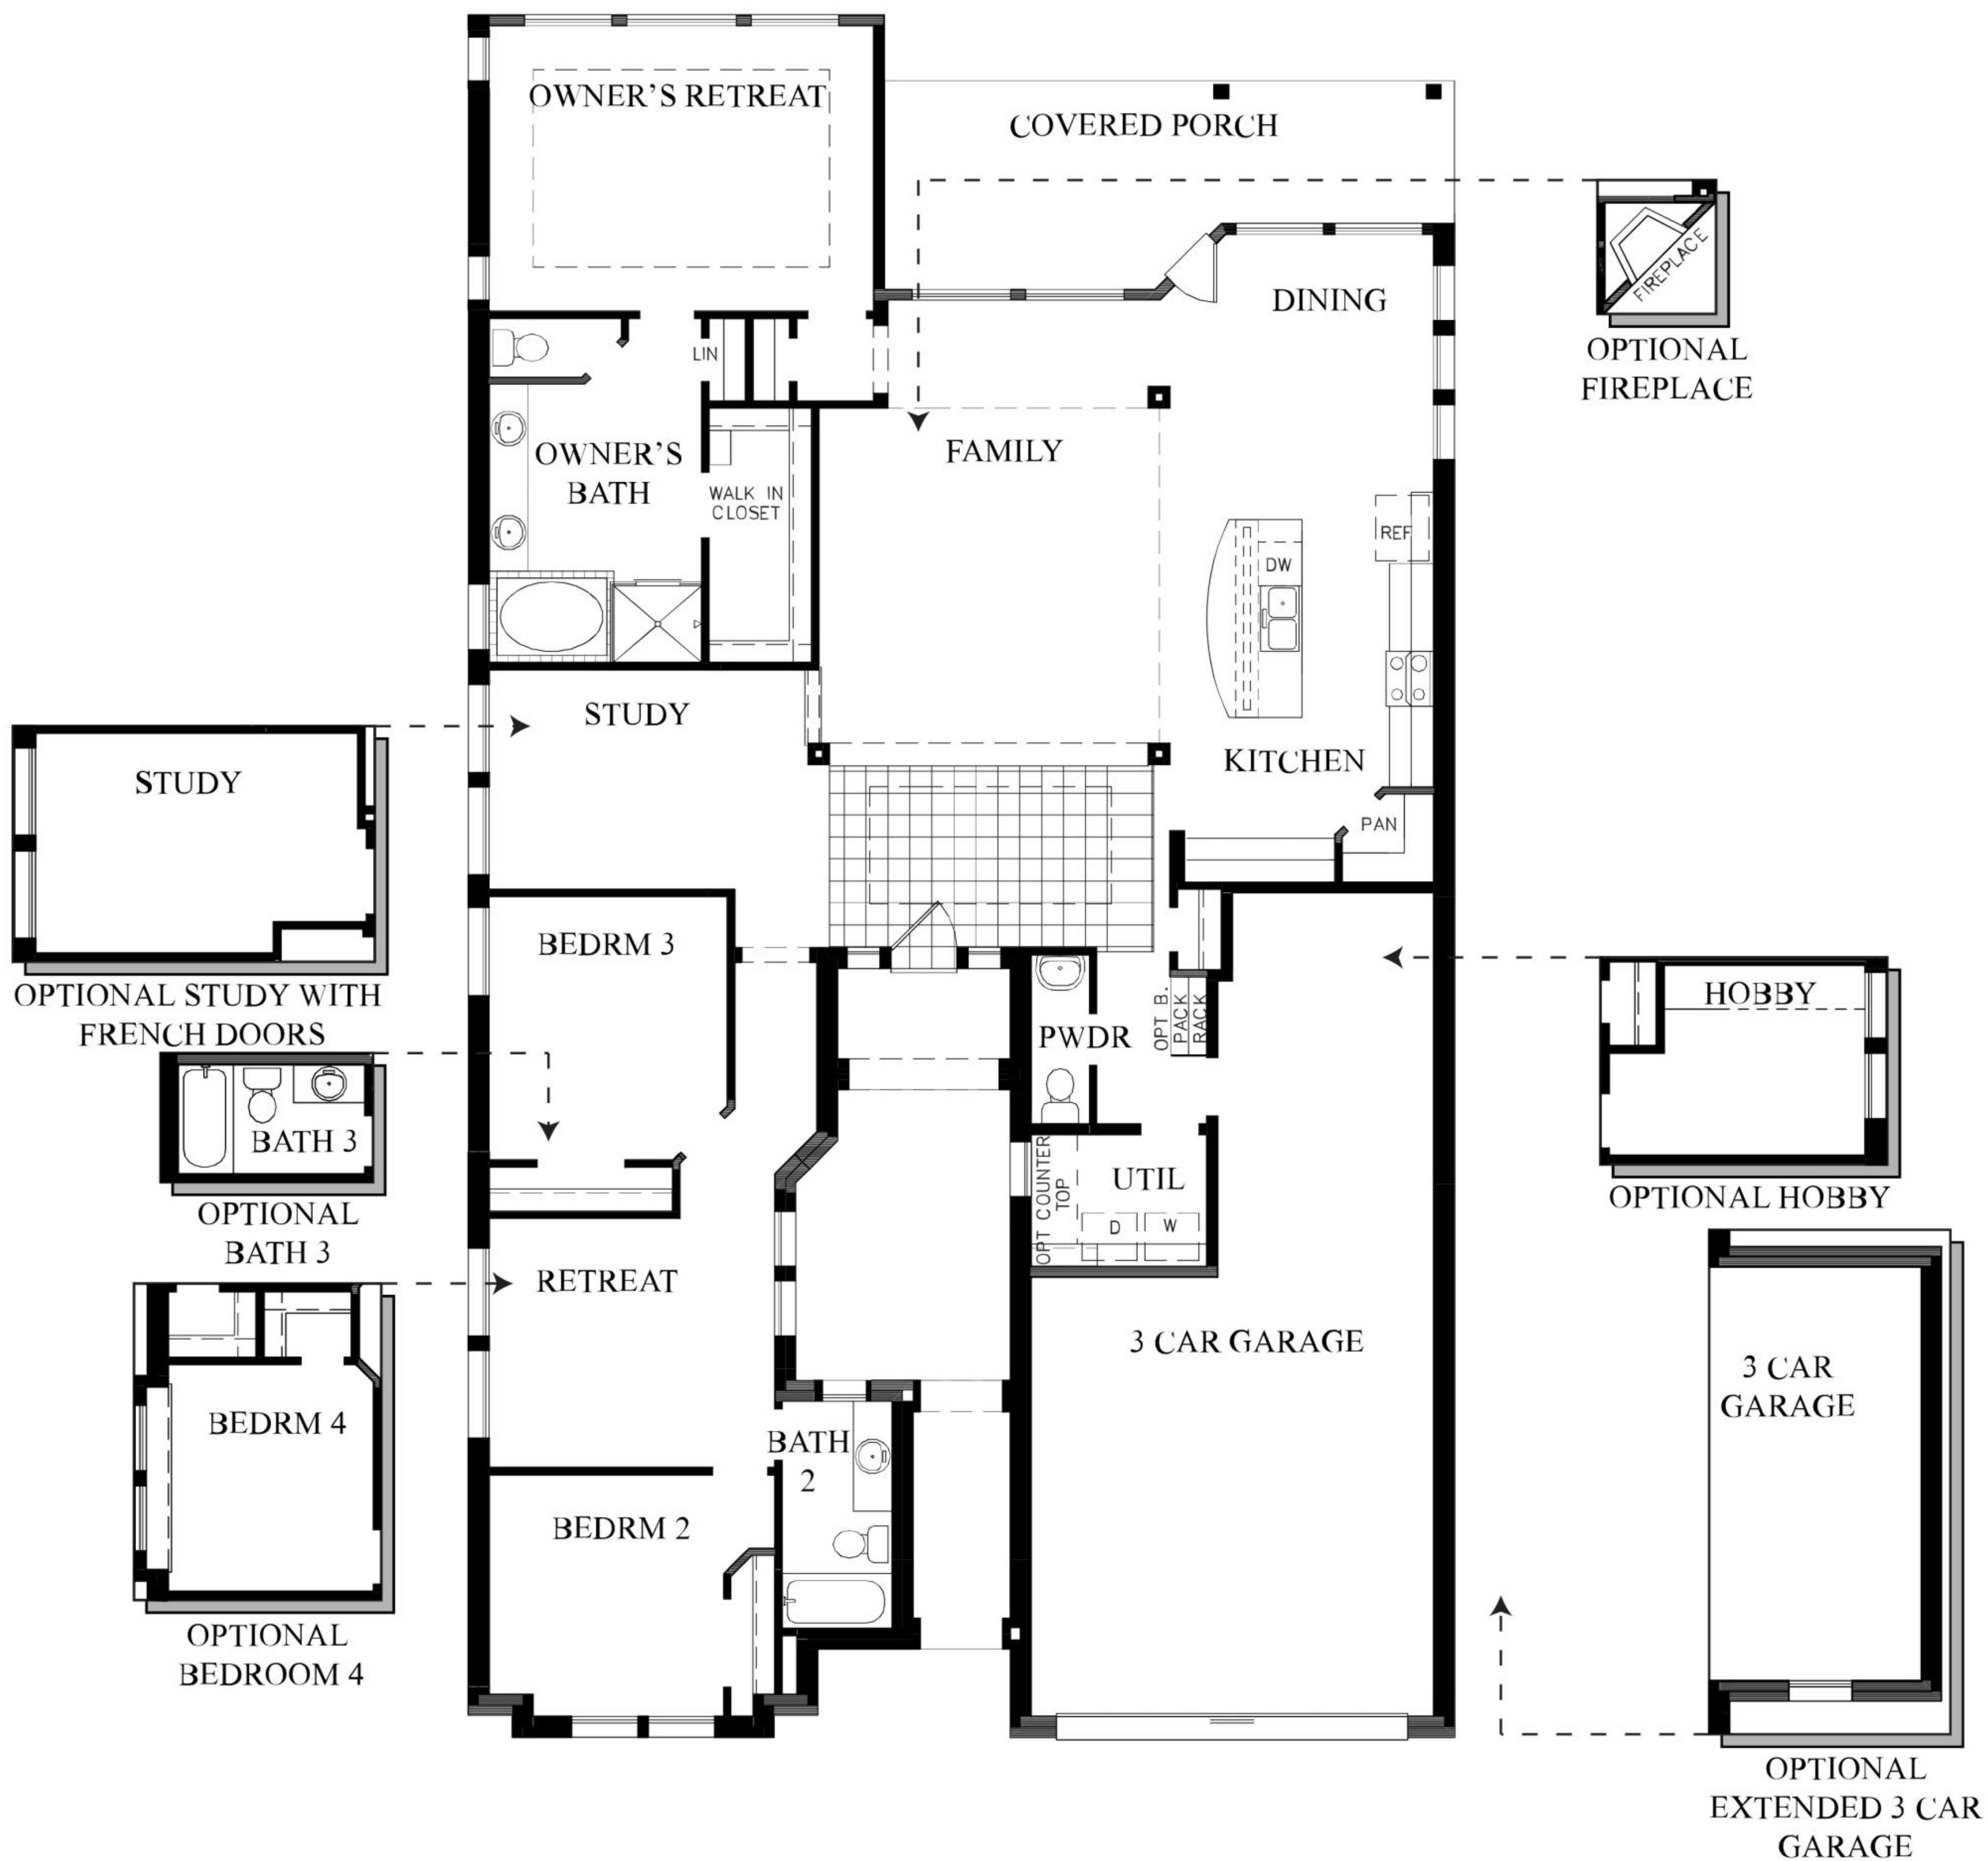 OWNER'S RETREAT
COVERED PORCH
DINING
FIREPLACE
OPTIONAL
FIREPLACE
LIN
FAMILY
OWNER'S
BATH
WALK IN
CLOSET
REF
DW
STUDY
KITCHEN
PAN
STUDY
OPTIONAL STUDY WITH
FRENCH DOORS
BEDRM 3
OPT B.
PACK
RACK
PWDR
HOBBY
OPTIONAL HOBBY
BATH 3
OPTIONAL
BATH 3
OPT COUNTER
TOP
UTIL
D
W
RETREAT
3 CAR GARAGE
BEDRM 4
OPTIONAL
BEDROOM 4
BATH
2
BEDRM 2
3 CAR
GARAGE
OPTIONAL
EXTENDED 3 CAR
GARAGE